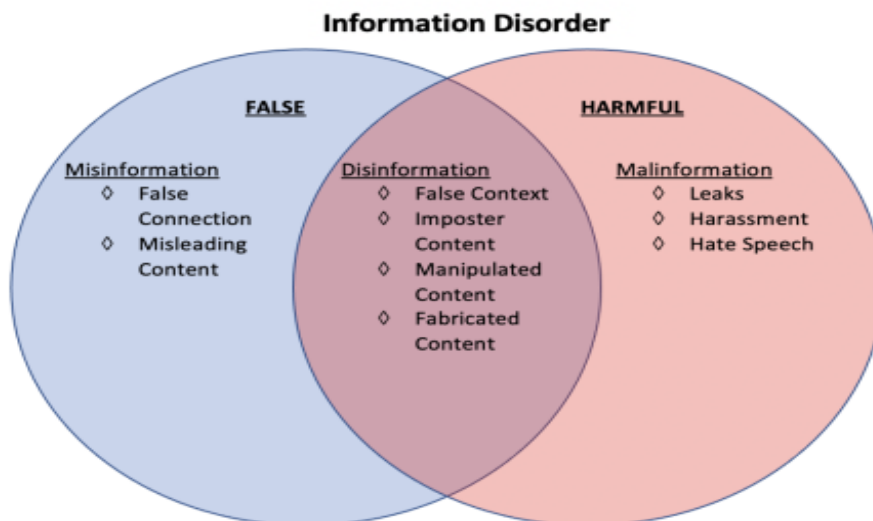 Information Disorder
FALSE
HARMFUL
Misinformation
◊ False
Connection
◊ Misleading
Content
Disinformation
◊ False Context
◊ Imposter
Content
◊ Manipulated
Content
◊ Fabricated
Content
Malinformation
◊ Leaks
◊ Harassment
◊ Hate Speech